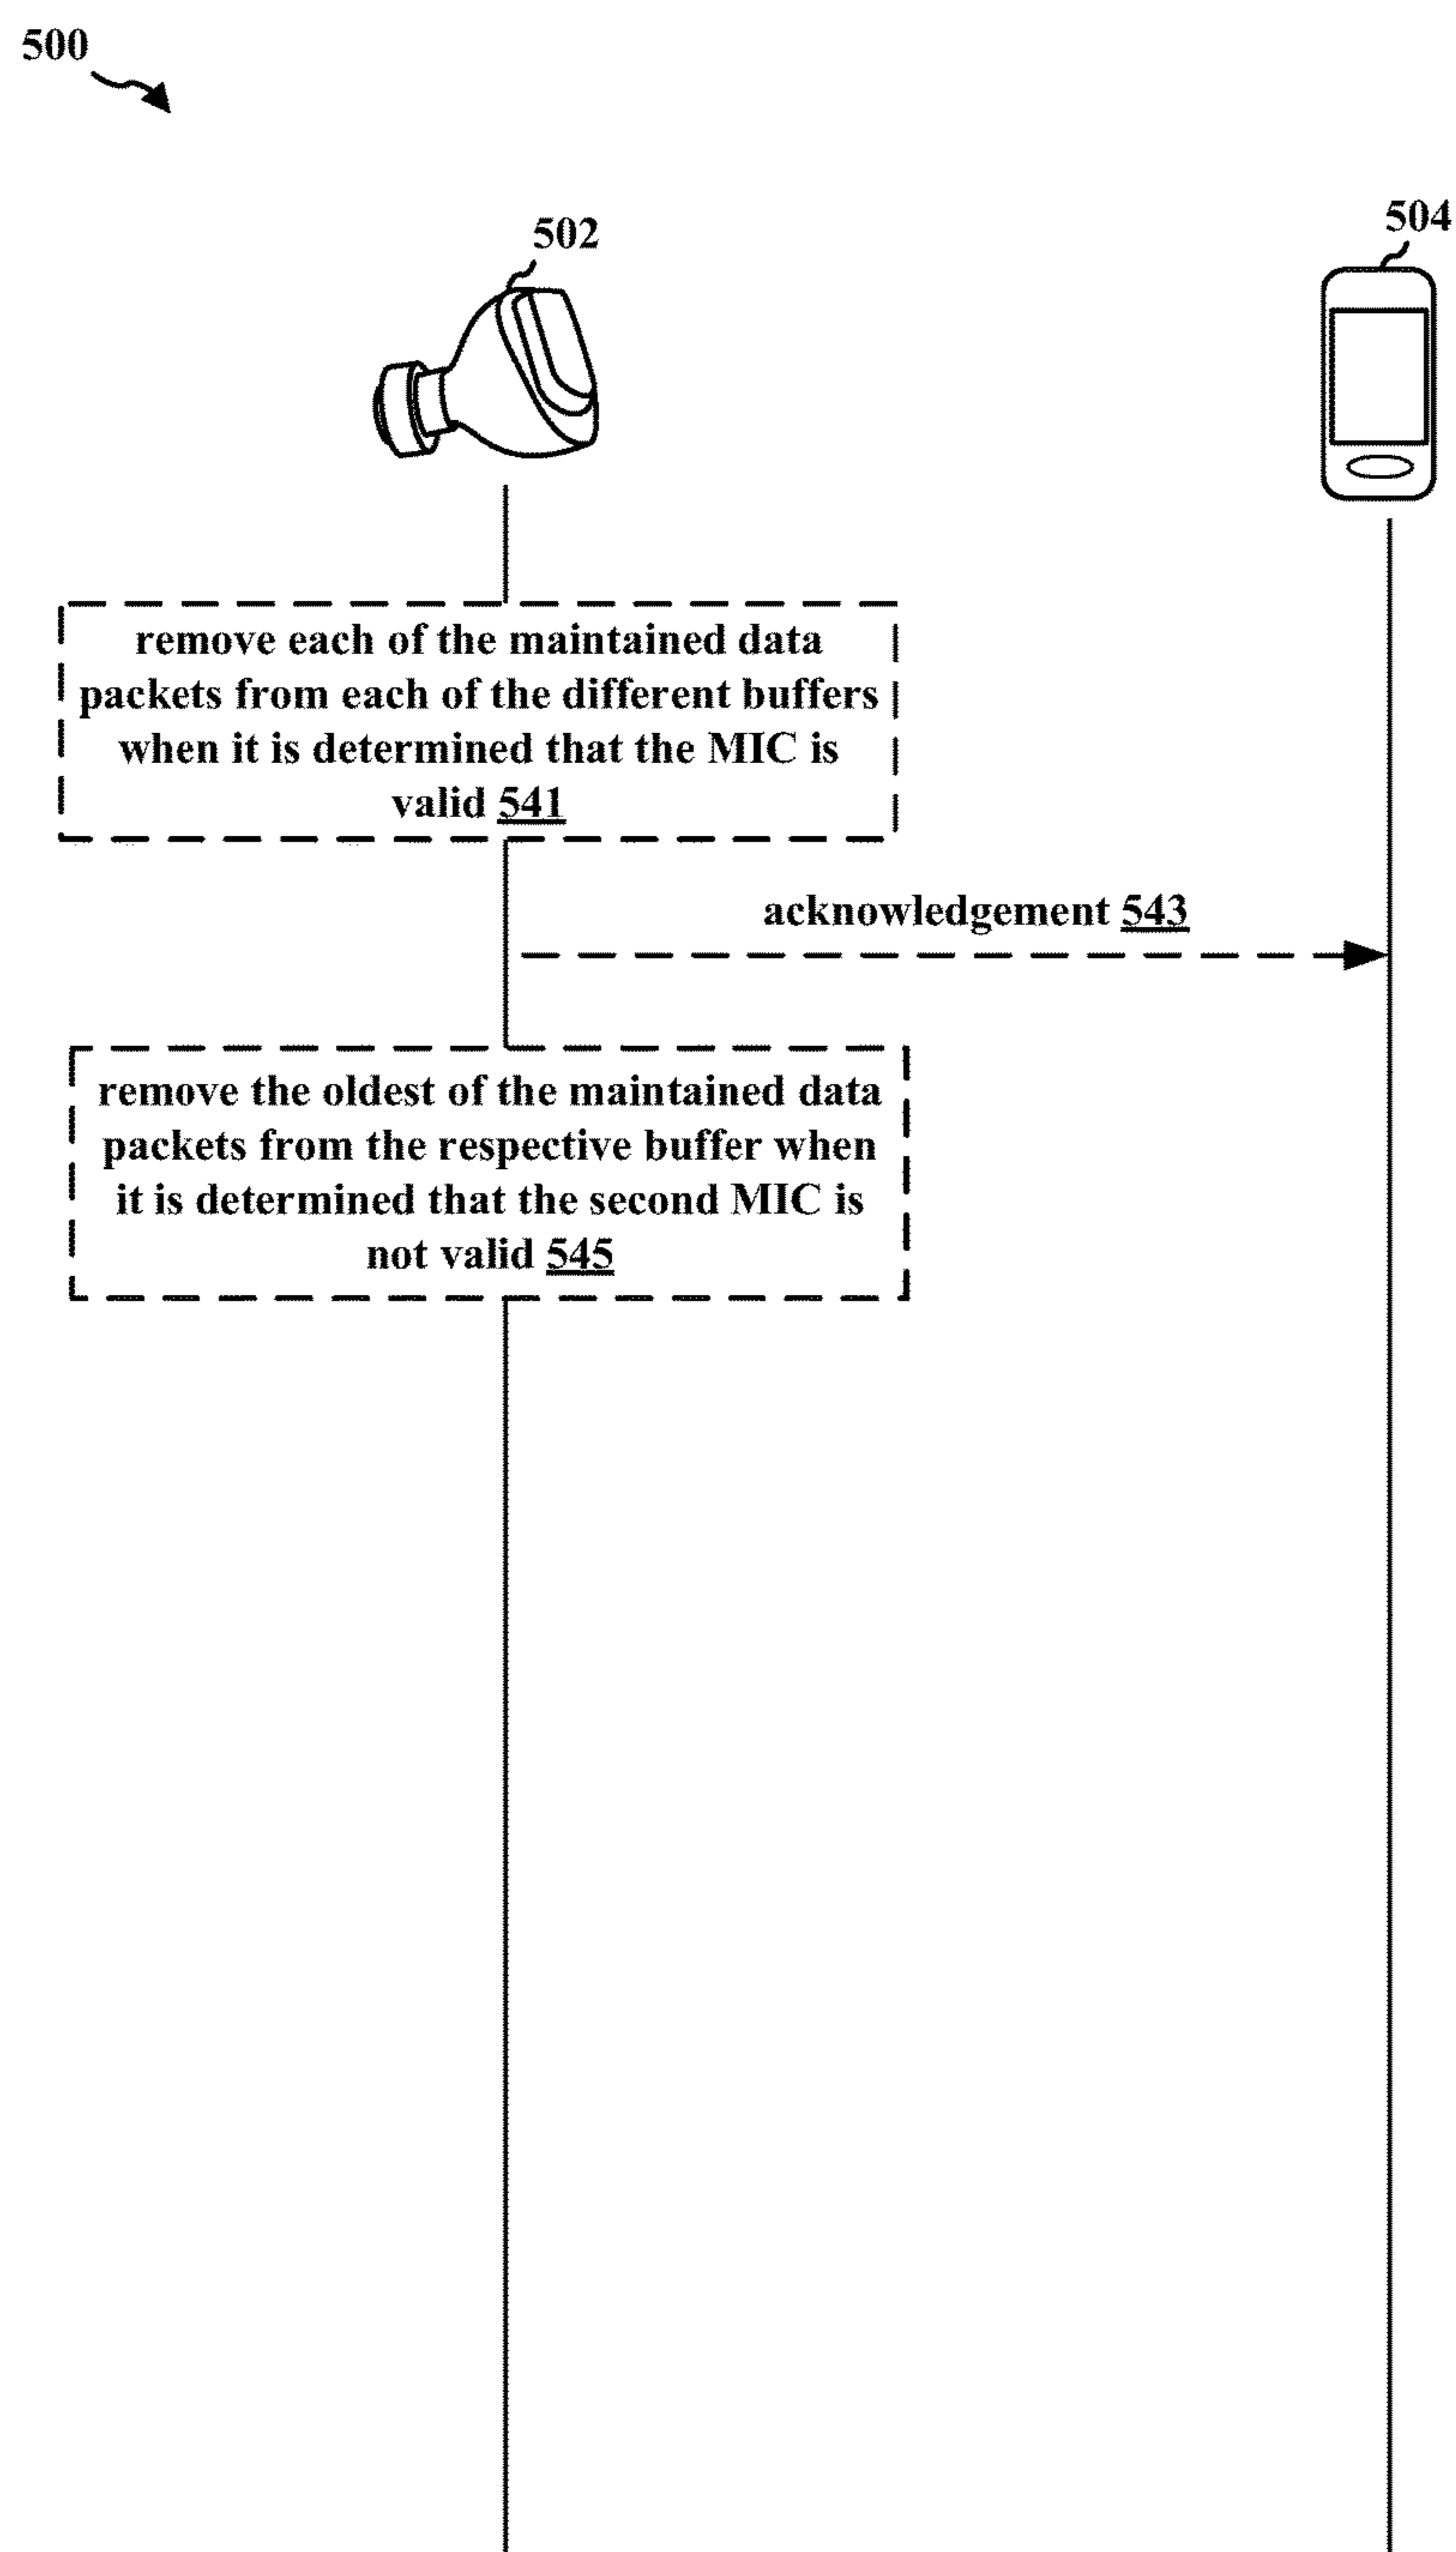 500
502
504
remove each of the maintained data
packets from each of the different buffers
when it is determined that the MIC is
valid 541
acknowledgement 543
remove the oldest of the maintained data
packets from the respective buffer when
it is determined that the second MIC is
not valid 545